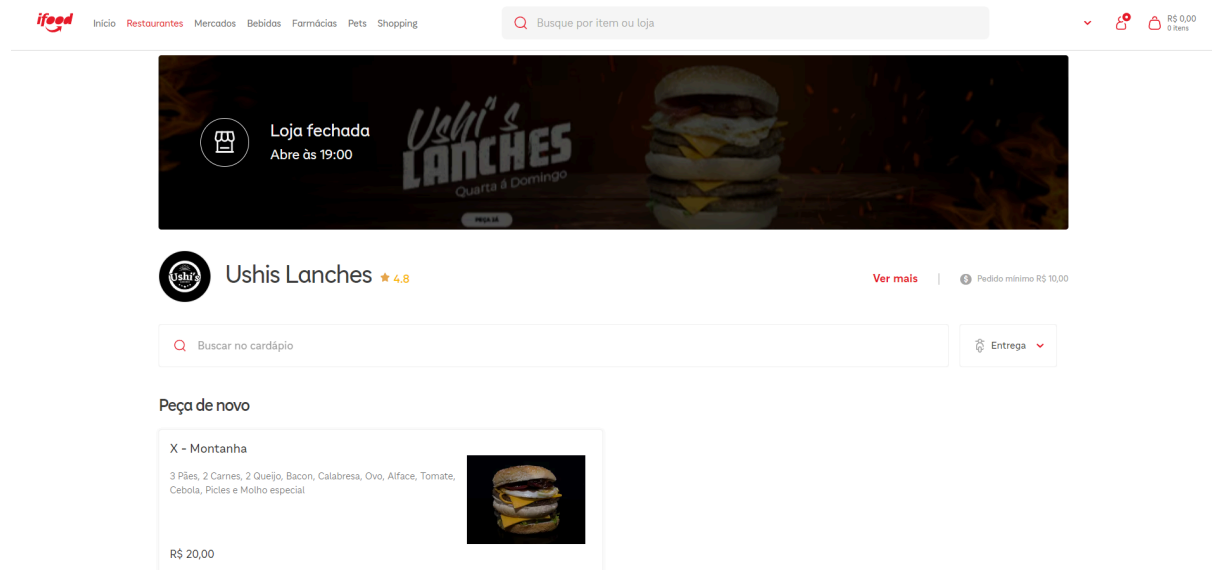 ifood
Início Restaurantes Mercados Bebidas Farmácias Pets Shopping
Busque por item ou loja
R$ 0,00
0 itens
Loja fechada
Abre às 19:00
Ushi's
LANCHES
Quarta á Domingo
PEÇA JÁ
Ushi's
Ushis Lanches 4.8
Ver mais
Pedido mínimo R$ 10,00
Buscar no cardápio
Entrega
Peça de novo
X - Montanha
3 Pães, 2 Carnes, 2 Queijo, Bacon, Calabresa, Ovo, Alface, Tomate,
Cebola, Picles e Molho especial
R$ 20,00